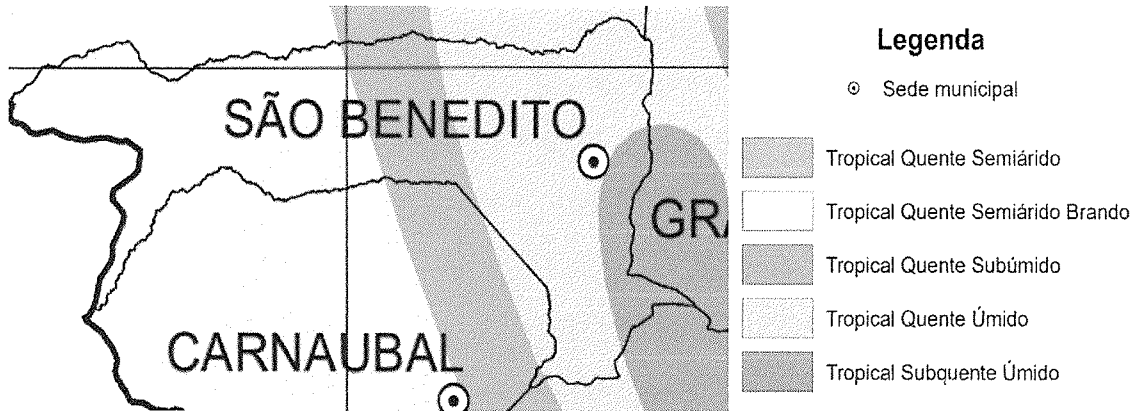 SÃO BENEDITO
GRA
CARNAUBAL
Legenda
Sede municipal
Tropical Quente Semiárido
Tropical Quente Semiárido Brando
Tropical Quente Subúmido
Tropical Quente Úmido
Tropical Subquente Úmido